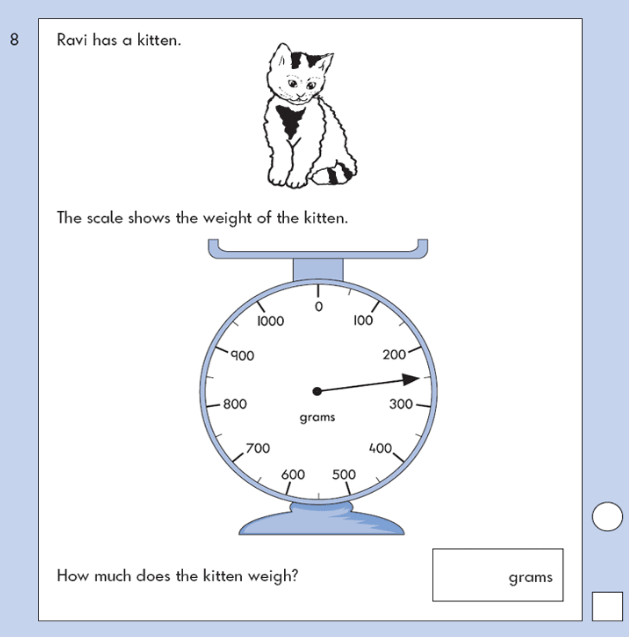 8
Ravi has a kitten.
The scale shows the weight of the kitten.
0
100
200
300
400
500
600
700
800
900
1000
grams
How much does the kitten weigh?
grams